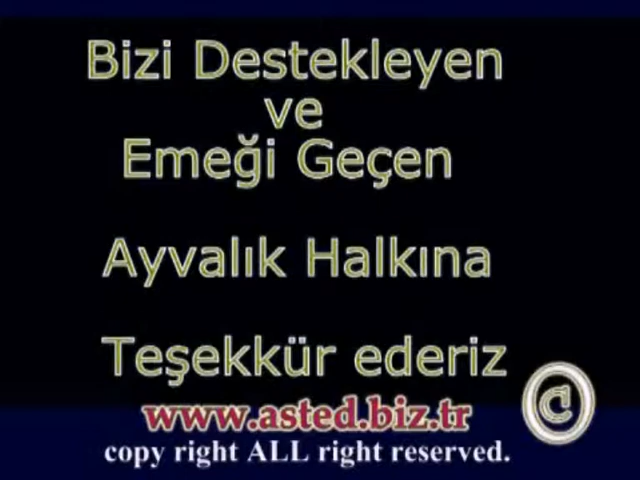 Bizi Destekleyen
ve
Emeği Geçen
Ayvalık Halkına
Teşekkür ederiz
©
www.asted.biz.tr
copy right ALL right reserved.